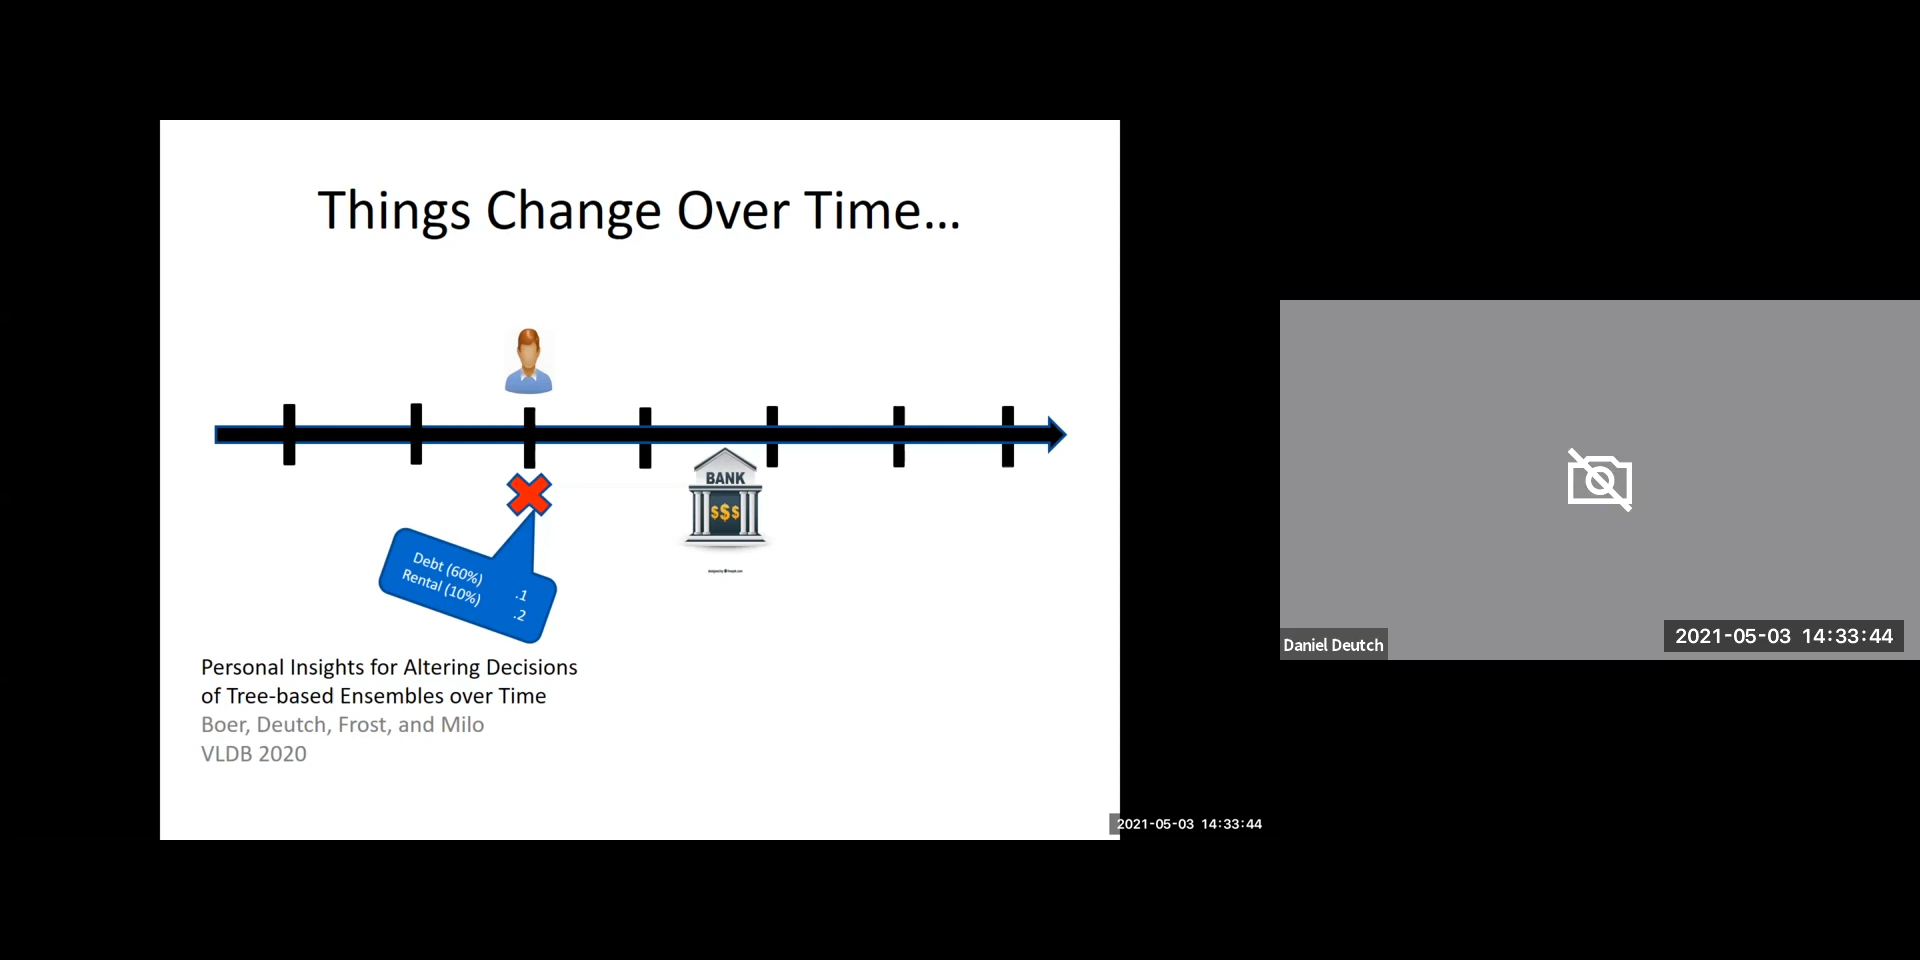 Things Change Over Time...
BANK
$$$
Debt (60%)
Rental (10%)
.1
.2
Personal Insights for Altering Decisions
of Tree-based Ensembles over Time
Boer, Deutch, Frost, and Milo
VLDB 2020
2021-05-03 14:33:44
Daniel Deutch
2021-05-03 14:33:44